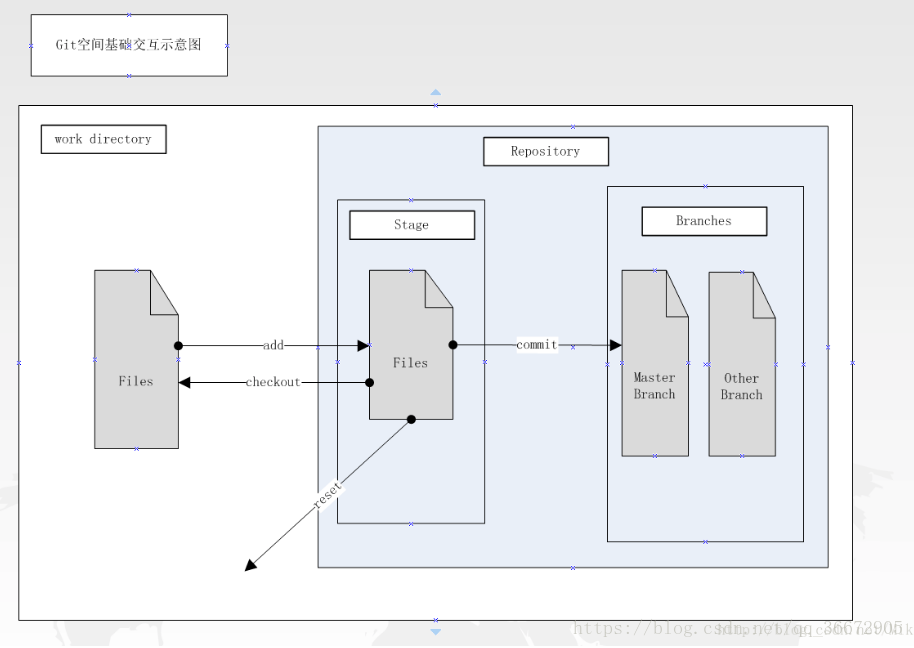 Git空间基础交互示意图
work directory
Repository
Stage
Branches
Files
add
checkout
Files
commit
Master
Branch
Other
Branch
reset
https://blog.csdn.net/qq_36672905